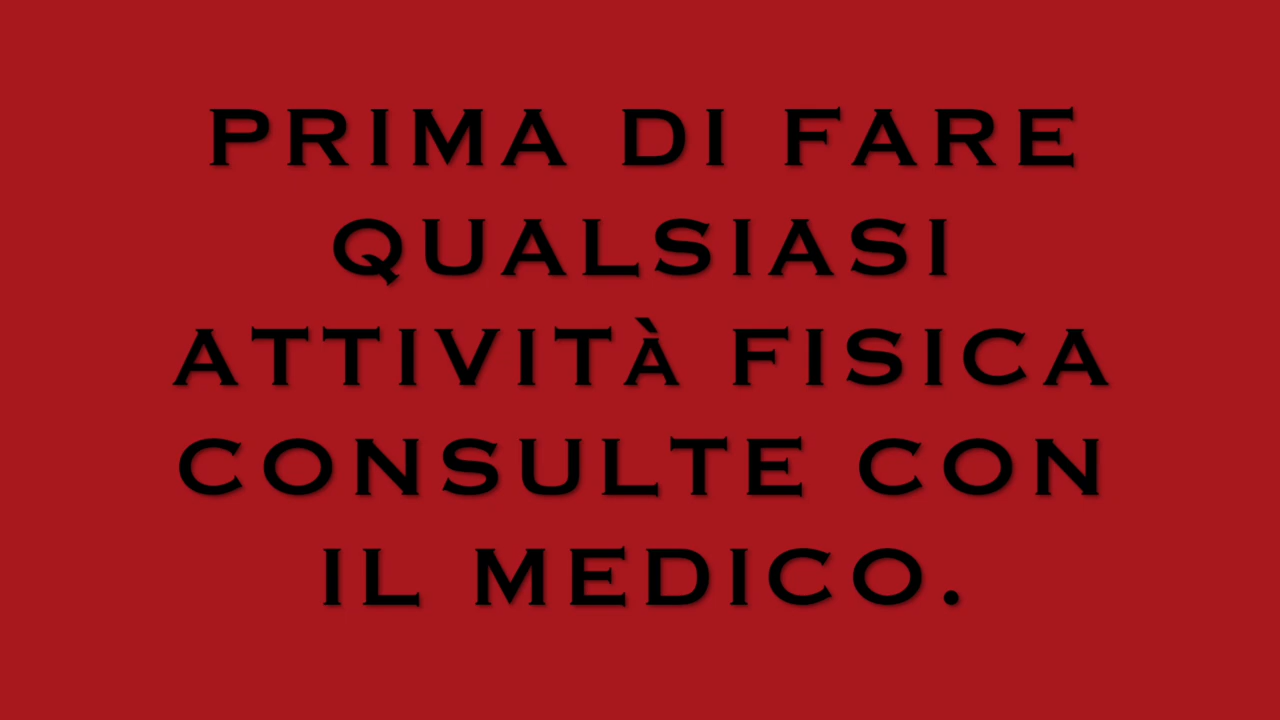 PRIMA DI FARE
QUALSIASI
ATTIVITÀ FISICA
CONSULTE CON
IL MEDICO.